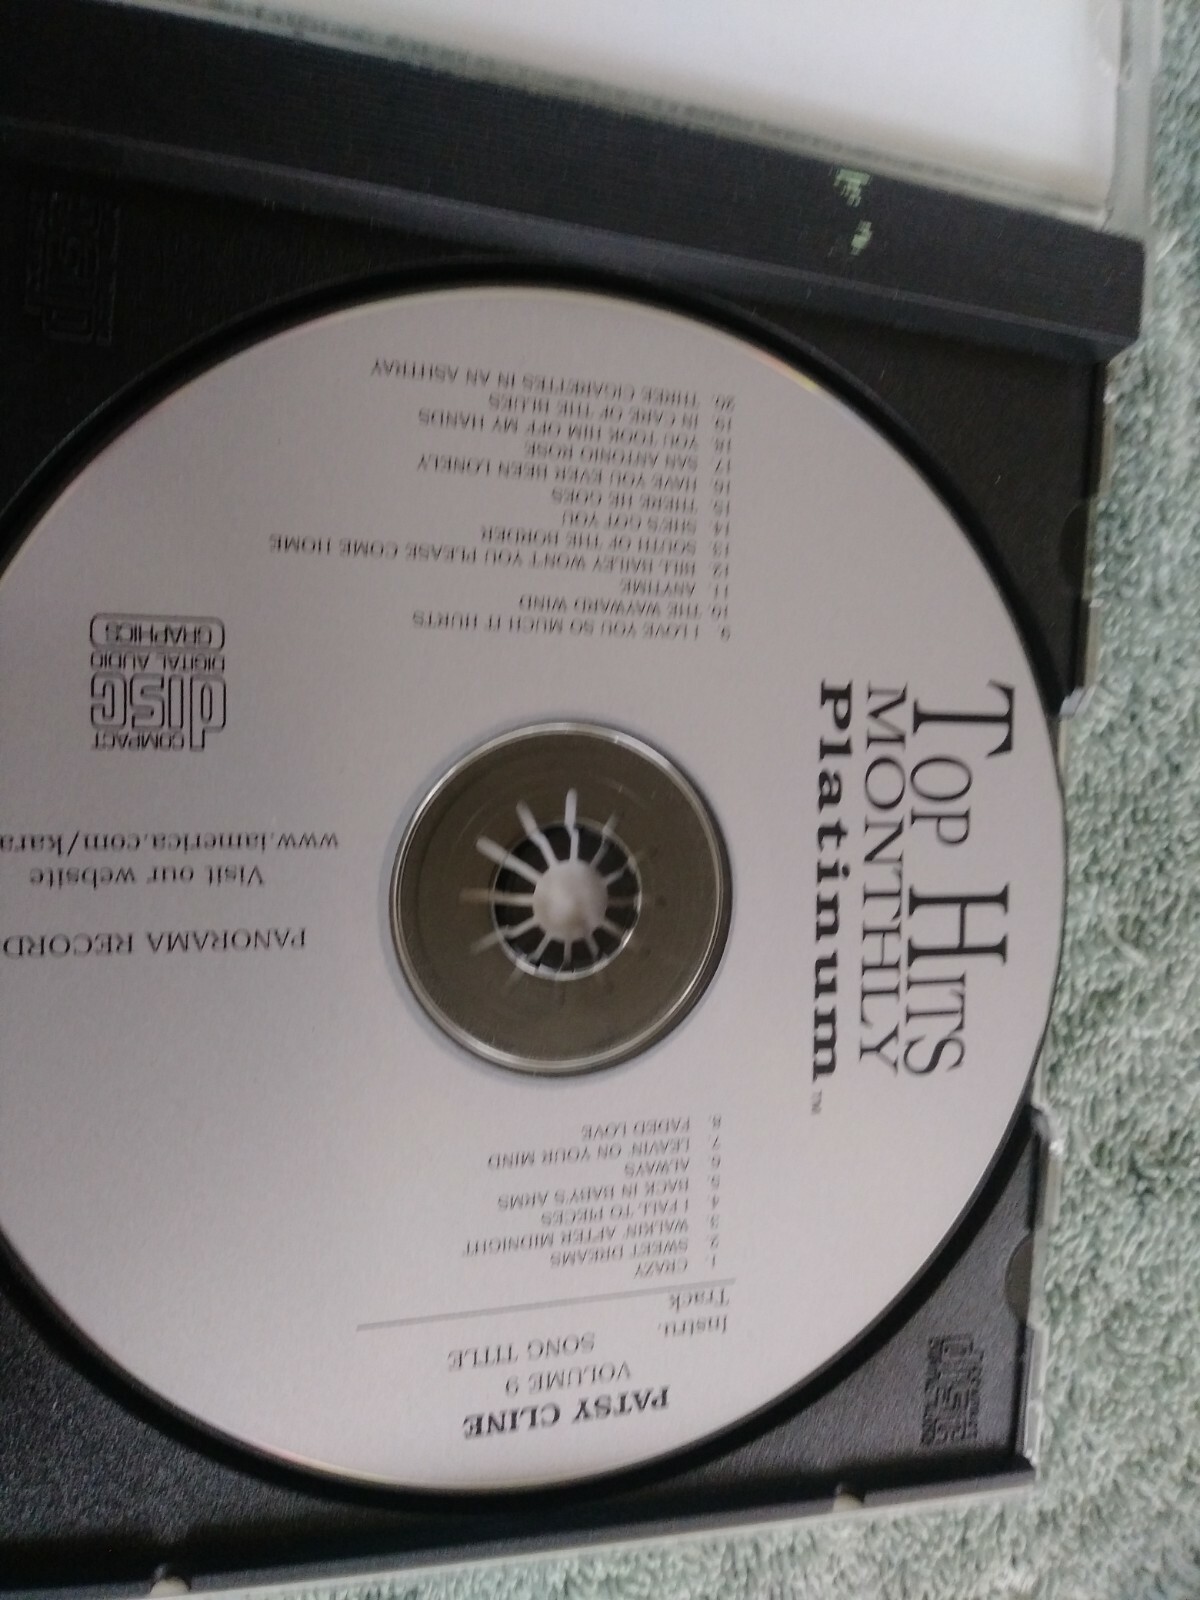 PATSY CLINE
VOLUME 9
SONG TITLE
Instru.
Track
1. CRAZY
2. SWEET DREAMS
3. WALKIN' AFTER MIDNIGHT
4. I FALL TO PIECES
5. BACK IN BABY'S ARMS
6. ALWAYS
7. LEAVIN' ON YOUR MIND
8. FADED LOVE
TOP HITS
MONTHLY
Platinum™
9. I LOVE YOU SO MUCH IT HURTS
10. THE WAYWARD WIND
11. ANYTIME
12. BILL BAILEY WON'T YOU PLEASE COME HOME
13. SOUTH OF THE BORDER
14. SHE'S GOT YOU
15. THERE HE GOES
16. HAVE YOU EVER BEEN LONELY
17. SAN ANTONIO ROSE
18. YOU TOOK HIM OFF MY HANDS
19. IN CARE OF THE BLUES
20. THREE CIGARETTES IN AN ASHTRAY
PANORAMA RECORD
Visit our website
www.iamerica.com/kara
COMPACT
disc
DIGITAL AUDIO
GRAPHICS
disc
disc